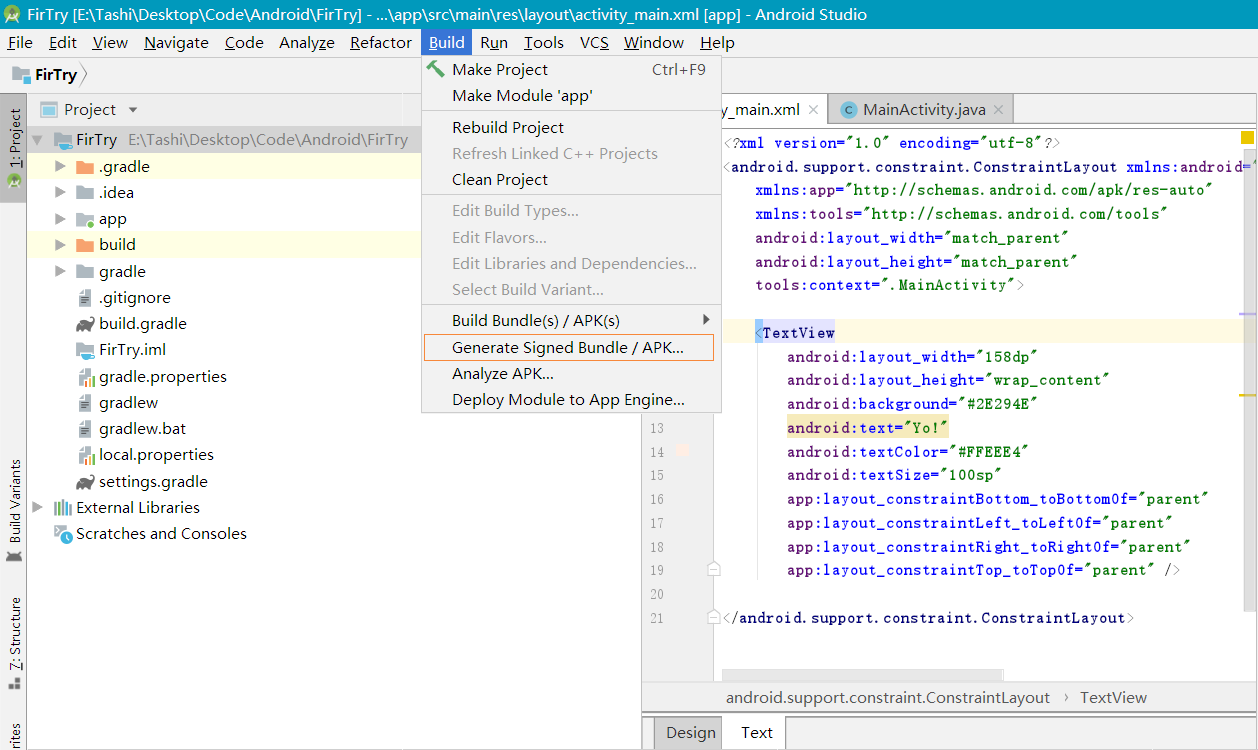 FirTry [E:\Tashi\Desktop\Code\Android\FirTry] - ...\app\src\main\res\layout\activity_main.xml [app] - Android Studio
File Edit View Navigate Code Analyze Refactor Build Run Tools VCS Window Help
FirTry
Project
1: Project
FirTry E:\Tashi\Desktop\Code\Android\FirTry
.gradle
.idea
app
build
gradle
.gitignore
build.gradle
FirTry.iml
gradle.properties
gradlew
gradlew.bat
local.properties
settings.gradle
External Libraries
Scratches and Consoles
Build Variants
7: Structure
rites
Make Project Ctrl+F9
Make Module 'app'
Rebuild Project
Refresh Linked C++ Projects
Clean Project
Edit Build Types...
Edit Flavors...
Edit Libraries and Dependencies...
Select Build Variant...
Build Bundle(s) / APK(s)
Generate Signed Bundle / APK...
Analyze APK...
Deploy Module to App Engine...
y_main.xml MainActivity.java
<?xml version="1.0" encoding="utf-8"?>
<android.support.constraint.ConstraintLayout xmlns:android="
xmlns:app="http://schemas.android.com/apk/res-auto"
xmlns:tools="http://schemas.android.com/tools"
android:layout_width="match_parent"
android:layout_height="match_parent"
tools:context=".MainActivity">
<TextView
android:layout_width="158dp"
android:layout_height="wrap_content"
android:background="#2E294E"
13 android:text="Yo!"
14 android:textColor="#FFEEE4"
15 android:textSize="100sp"
16 app:layout_constraintBottom_toBottomOf="parent"
17 app:layout_constraintLeft_toLeftOf="parent"
18 app:layout_constraintRight_toRightOf="parent"
19 app:layout_constraintTop_toTopOf="parent" />
20
21 </android.support.constraint.ConstraintLayout>
android.support.constraint.ConstraintLayout › TextView
Design Text